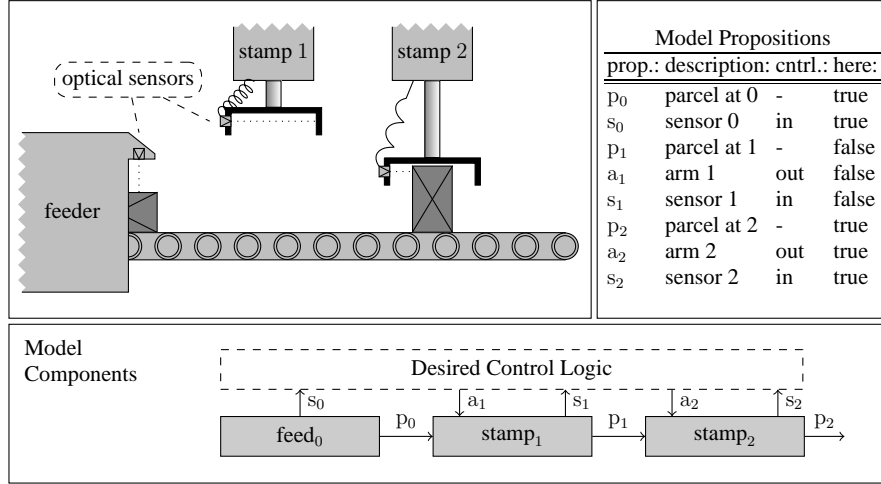 stamp 1
stamp 2
optical sensors
feeder
Model Propositions
prop.: description: cntrl.: here:
p₀ parcel at 0 - true
s₀ sensor 0 in true
p₁ parcel at 1 - false
a₁ arm 1 out false
s₁ sensor 1 in false
p₂ parcel at 2 - true
a₂ arm 2 out true
s₂ sensor 2 in true
Model
Components
Desired Control Logic
s₀ a₁ s₁ a₂ s₂
feed₀ p₀ stamp₁ p₁ stamp₂ p₂